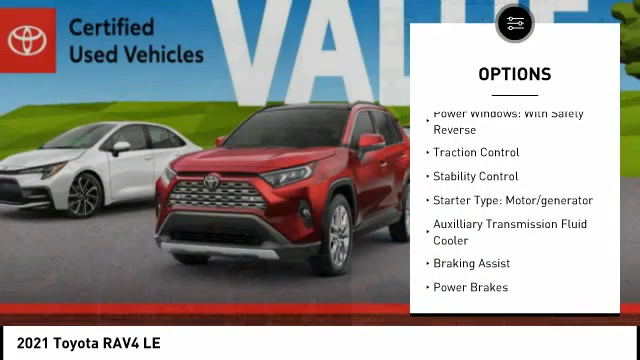 Certified
Used Vehicles
OPTIONS
Power Windows: With Safety
Reverse
Traction Control
Stability Control
Starter Type: Motor/generator
Auxilliary Transmission Fluid
Cooler
Braking Assist
Power Brakes
2021 Toyota RAV4 LE